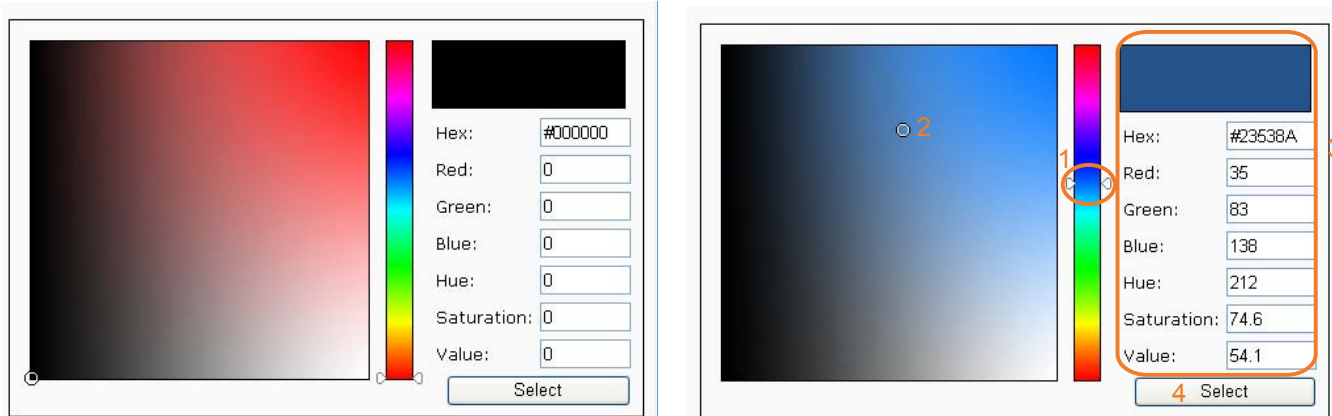 Hex: #000000
Red: 0
Green: 0
Blue: 0
Hue: 0
Saturation: 0
Value: 0
Select
2
1
Hex: #23538A
Red: 35
Green: 83
Blue: 138
Hue: 212
Saturation: 74.6
Value: 54.1
4 Select